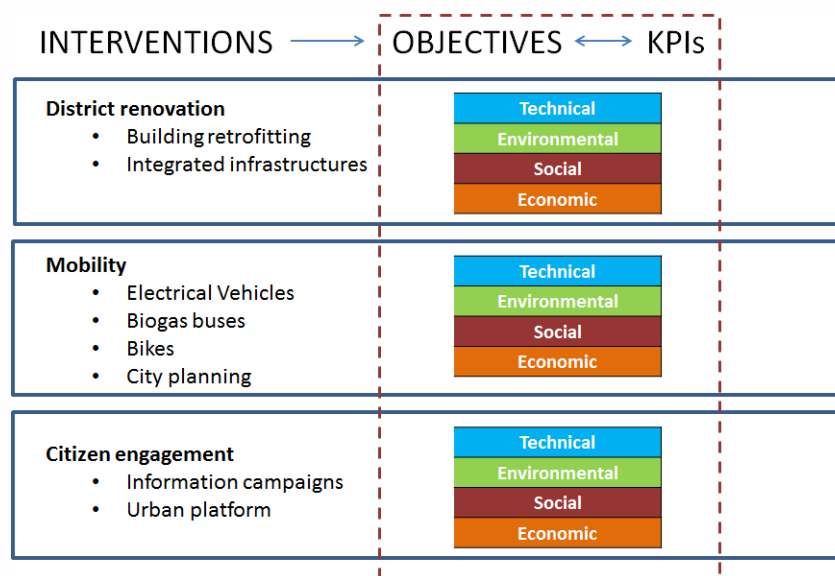 INTERVENTIONS OBJECTIVES KPIs
District renovation
• Building retrofitting
• Integrated infrastructures
Technical
Environmental
Social
Economic
Mobility
• Electrical Vehicles
• Biogas buses
• Bikes
• City planning
Technical
Environmental
Social
Economic
Citizen engagement
• Information campaigns
• Urban platform
Technical
Environmental
Social
Economic